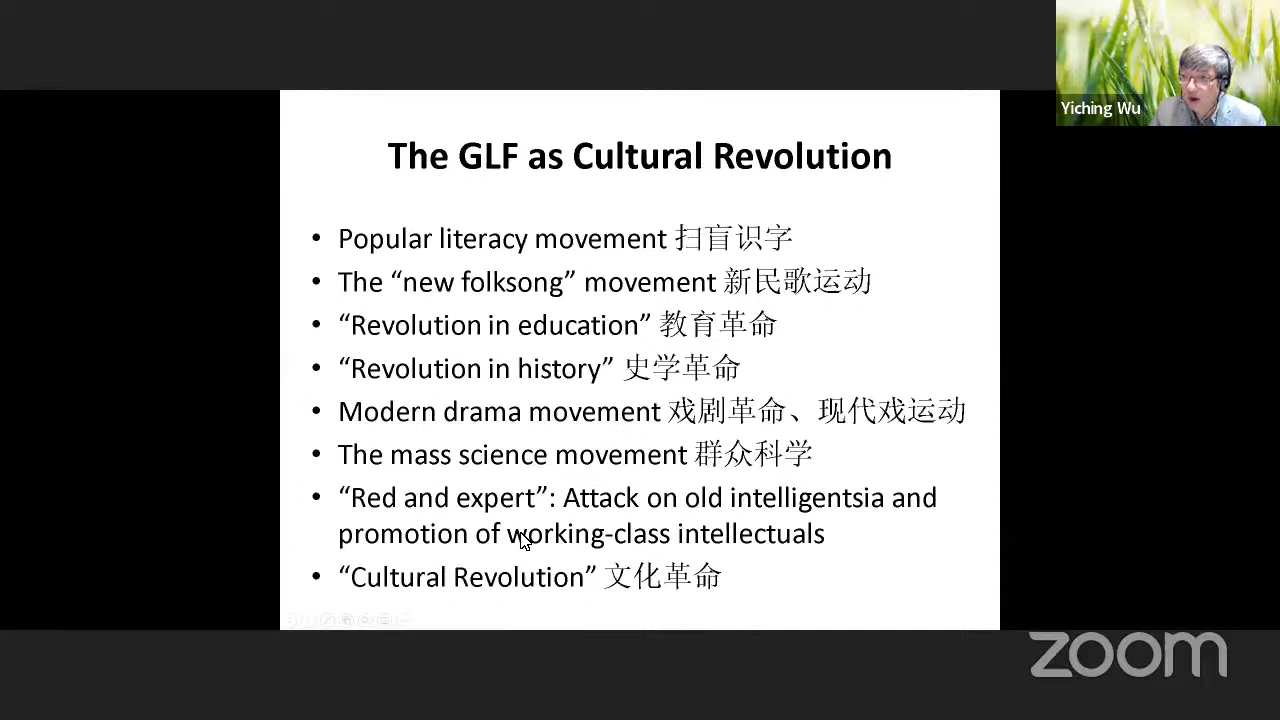 The GLF as Cultural Revolution
• Popular literacy movement 扫盲识字
• The “new folksong” movement 新民歌运动
• “Revolution in education” 教育革命
• “Revolution in history” 史学革命
• Modern drama movement 戏剧革命、现代戏运动
• The mass science movement 群众科学
• “Red and expert”: Attack on old intelligentsia and
promotion of working-class intellectuals
• “Cultural Revolution” 文化革命
Yiching Wu
zoom